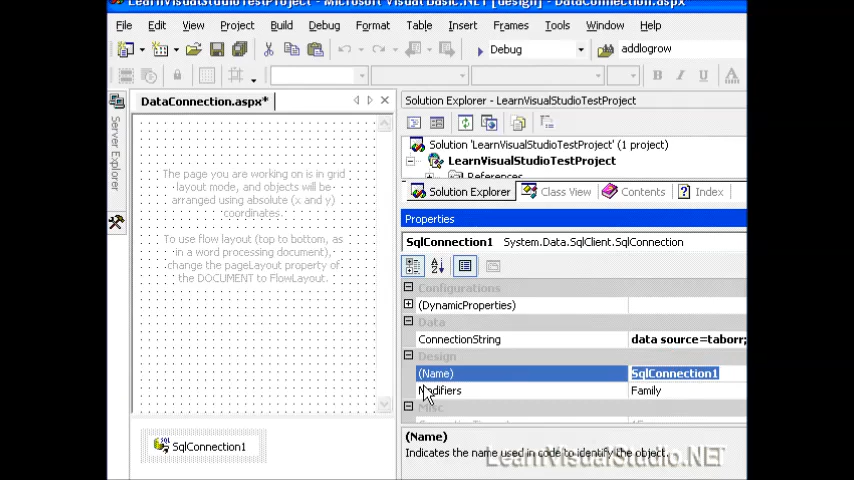 LearnVisualStudioTestProject - Microsoft Visual Basic.NET [design] - DataConnection.aspx
File Edit View Project Build Debug Format Table Insert Frames Tools Window Help
Debug addlogrow
B I U A
DataConnection.aspx*
Solution Explorer - LearnVisualStudioTestProject
Server Explorer
Solution 'LearnVisualStudioTestProject' (1 project)
LearnVisualStudioTestProject
References
The page you are working on is in grid
layout mode, and objects will be
arranged using absolute (x and y)
coordinates.
To use flow layout (top to bottom, as
in a word processing document),
change the pageLayout property of
the DOCUMENT to FlowLayout.
Solution Explorer Class View Contents Index
Properties
SqlConnection1 System.Data.SqlClient.SqlConnection
Configurations
(DynamicProperties)
Data
ConnectionString data source=taborr;
Design
(Name) SqlConnection1
Modifiers Family
Misc
SQL
SqlConnection1
(Name)
Indicates the name used in code to identify the object.
LearnVisualStudio.NET